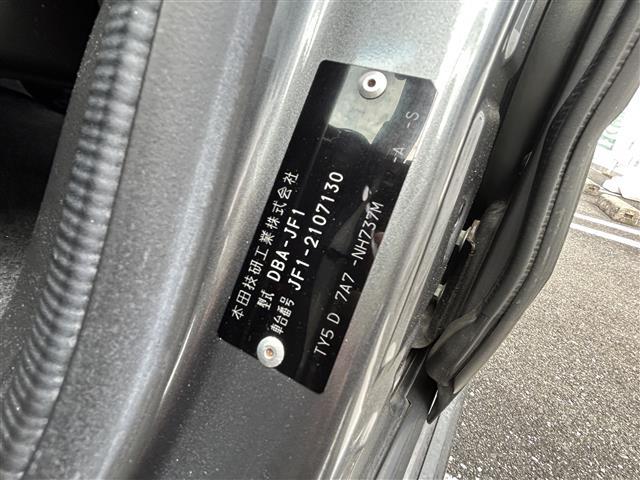 本田技研工業株式会社
型式 DBA-JF1
車台番号 JF1-2107130
TY5 D 7A7 -NH737M -A -S